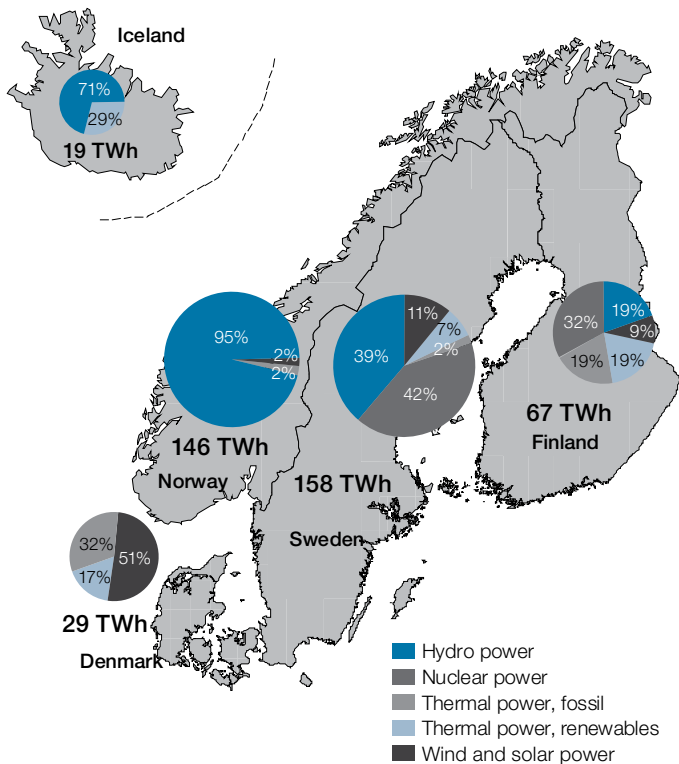 Iceland
71%
29%
19 TWh
95%
2%
2%
146 TWh
Norway
11%
7%
2%
39%
42%
158 TWh
Sweden
19%
9%
32%
19%
19%
67 TWh
Finland
32%
51%
17%
29 TWh
Denmark
Hydro power
Nuclear power
Thermal power, fossil
Thermal power, renewables
Wind and solar power